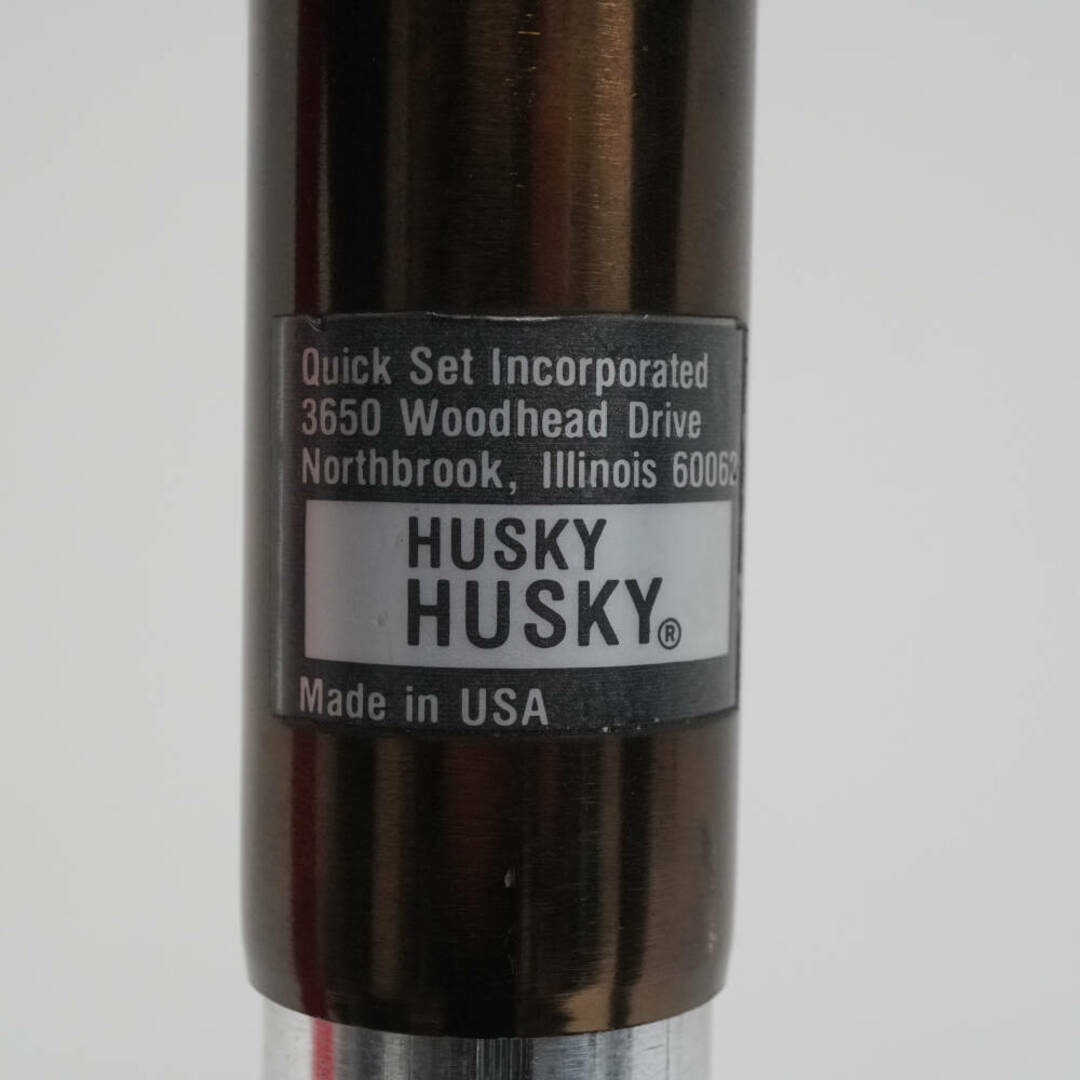 Quick Set Incorporated
3650 Woodhead Drive
Northbrook, Illinois 60062
HUSKY
HUSKY®
Made in USA